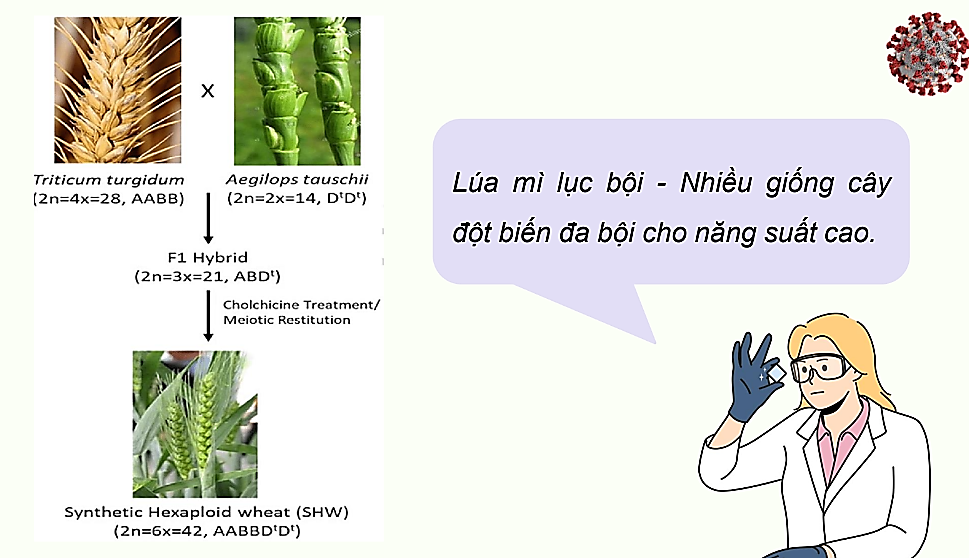 x
Triticum turgidum
(2n=4x=28, AABB)
Aegilops tauschii
(2n=2x=14, DᵗDᵗ)
F1 Hybrid
(2n=3x=21, ABDᵗ)
Cholchicine Treatment/
Meiotic Restitution
Synthetic Hexaploid wheat (SHW)
(2n=6x=42, AABBDᵗDᵗ)
Lúa mì lục bội - Nhiều giống cây
đột biến đa bội cho năng suất cao.